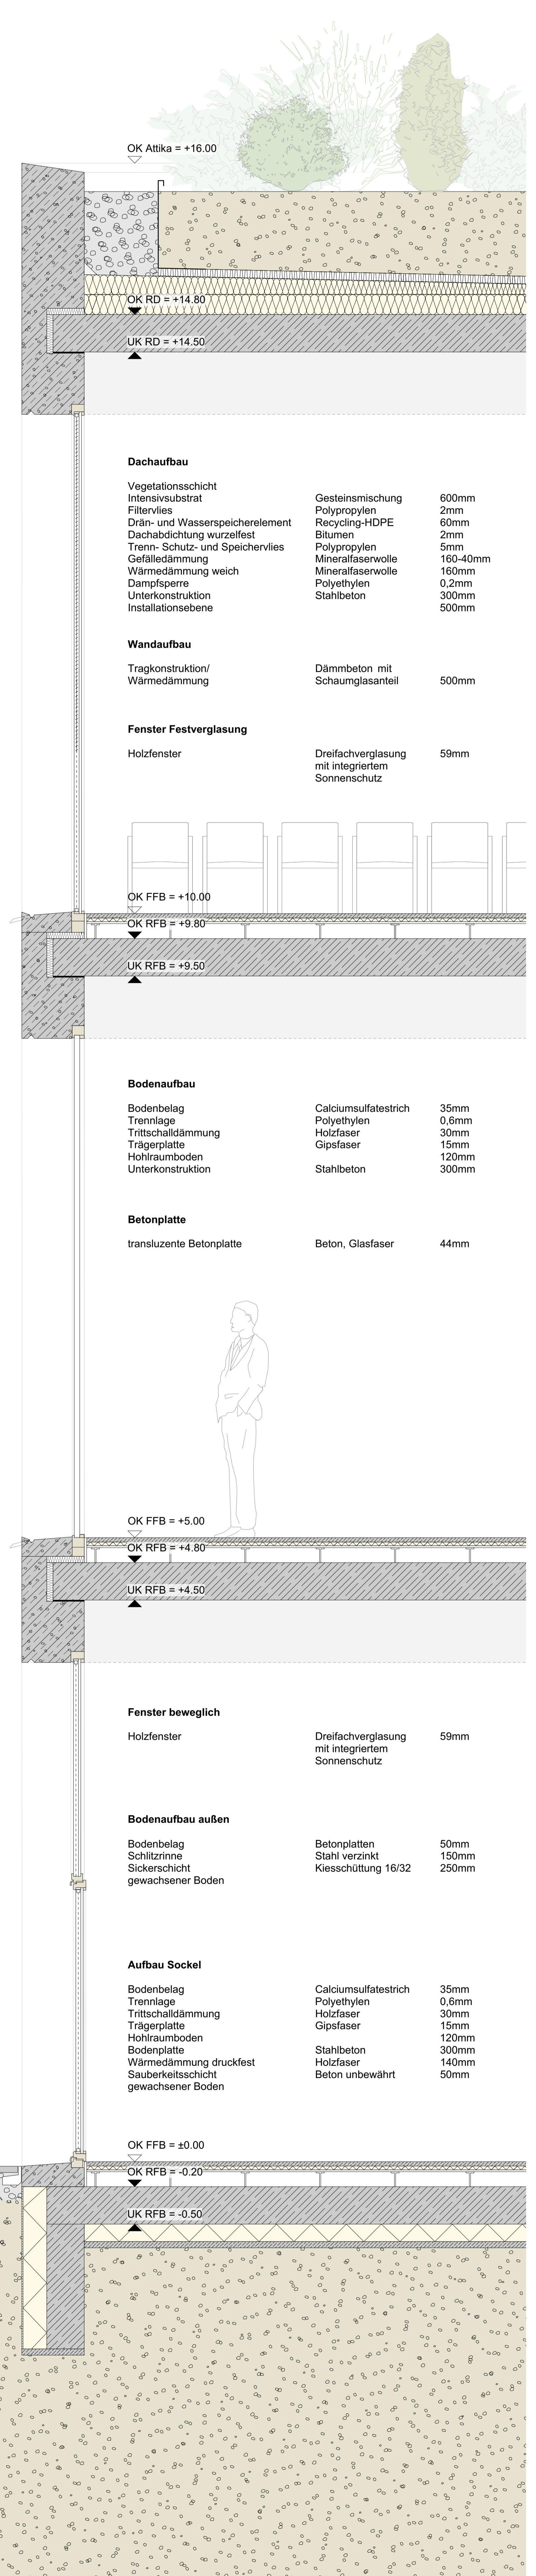 OK Attika = +16.00
OK RD = +14.80
UK RD = +14.50
Dachaufbau
Vegetationsschicht
Intensivsubstrat Gesteinsmischung 600mm
Filtervlies Polypropylen 2mm
Drän- und Wasserspeicherelement Recycling-HDPE 60mm
Dachabdichtung wurzelfest Bitumen 2mm
Trenn- Schutz- und Speichervlies Polypropylen 5mm
Gefälledämmung Mineralfaserwolle 160-40mm
Wärmedämmung weich Mineralfaserwolle 160mm
Dampfsperre Polyethylen 0,2mm
Unterkonstruktion Stahlbeton 300mm
Installationsebene 500mm
Wandaufbau
Tragkonstruktion/ Dämmbeton mit
Wärmedämmung Schaumglasanteil 500mm
Fenster Festverglasung
Holzfenster Dreifachverglasung 59mm
mit integriertem
Sonnenschutz
OK FFB = +10.00
OK RFB = +9.80
UK RFB = +9.50
Bodenaufbau
Bodenbelag Calciumsulfatestrich 35mm
Trennlage Polyethylen 0,6mm
Trittschalldämmung Holzfaser 30mm
Trägerplatte Gipsfaser 15mm
Hohlraumboden 120mm
Unterkonstruktion Stahlbeton 300mm
Betonplatte
transluzente Betonplatte Beton, Glasfaser 44mm
OK FFB = +5.00
OK RFB = +4.80
UK RFB = +4.50
Fenster beweglich
Holzfenster Dreifachverglasung 59mm
mit integriertem
Sonnenschutz
Bodenaufbau außen
Bodenbelag Betonplatten 50mm
Schlitzrinne Stahl verzinkt 150mm
Sickerschicht Kiesschüttung 16/32 250mm
gewachsener Boden
Aufbau Sockel
Bodenbelag Calciumsulfatestrich 35mm
Trennlage Polyethylen 0,6mm
Trittschalldämmung Holzfaser 30mm
Trägerplatte Gipsfaser 15mm
Hohlraumboden 120mm
Bodenplatte Stahlbeton 300mm
Wärmedämmung druckfest Holzfaser 140mm
Sauberkeitsschicht Beton unbewährt 50mm
gewachsener Boden
OK FFB = ±0.00
OK RFB = -0.20
UK RFB = -0.50